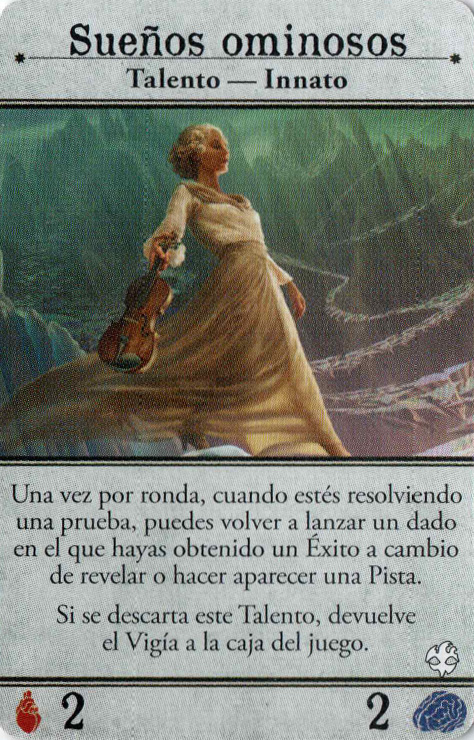 Sueños ominosos
Talento — Innato
Una vez por ronda, cuando estés resolviendo
una prueba, puedes volver a lanzar un dado
en el que hayas obtenido un Éxito a cambio
de revelar o hacer aparecer una Pista.
Si se descarta este Talento, devuelve
el Vigía a la caja del juego.
2 2